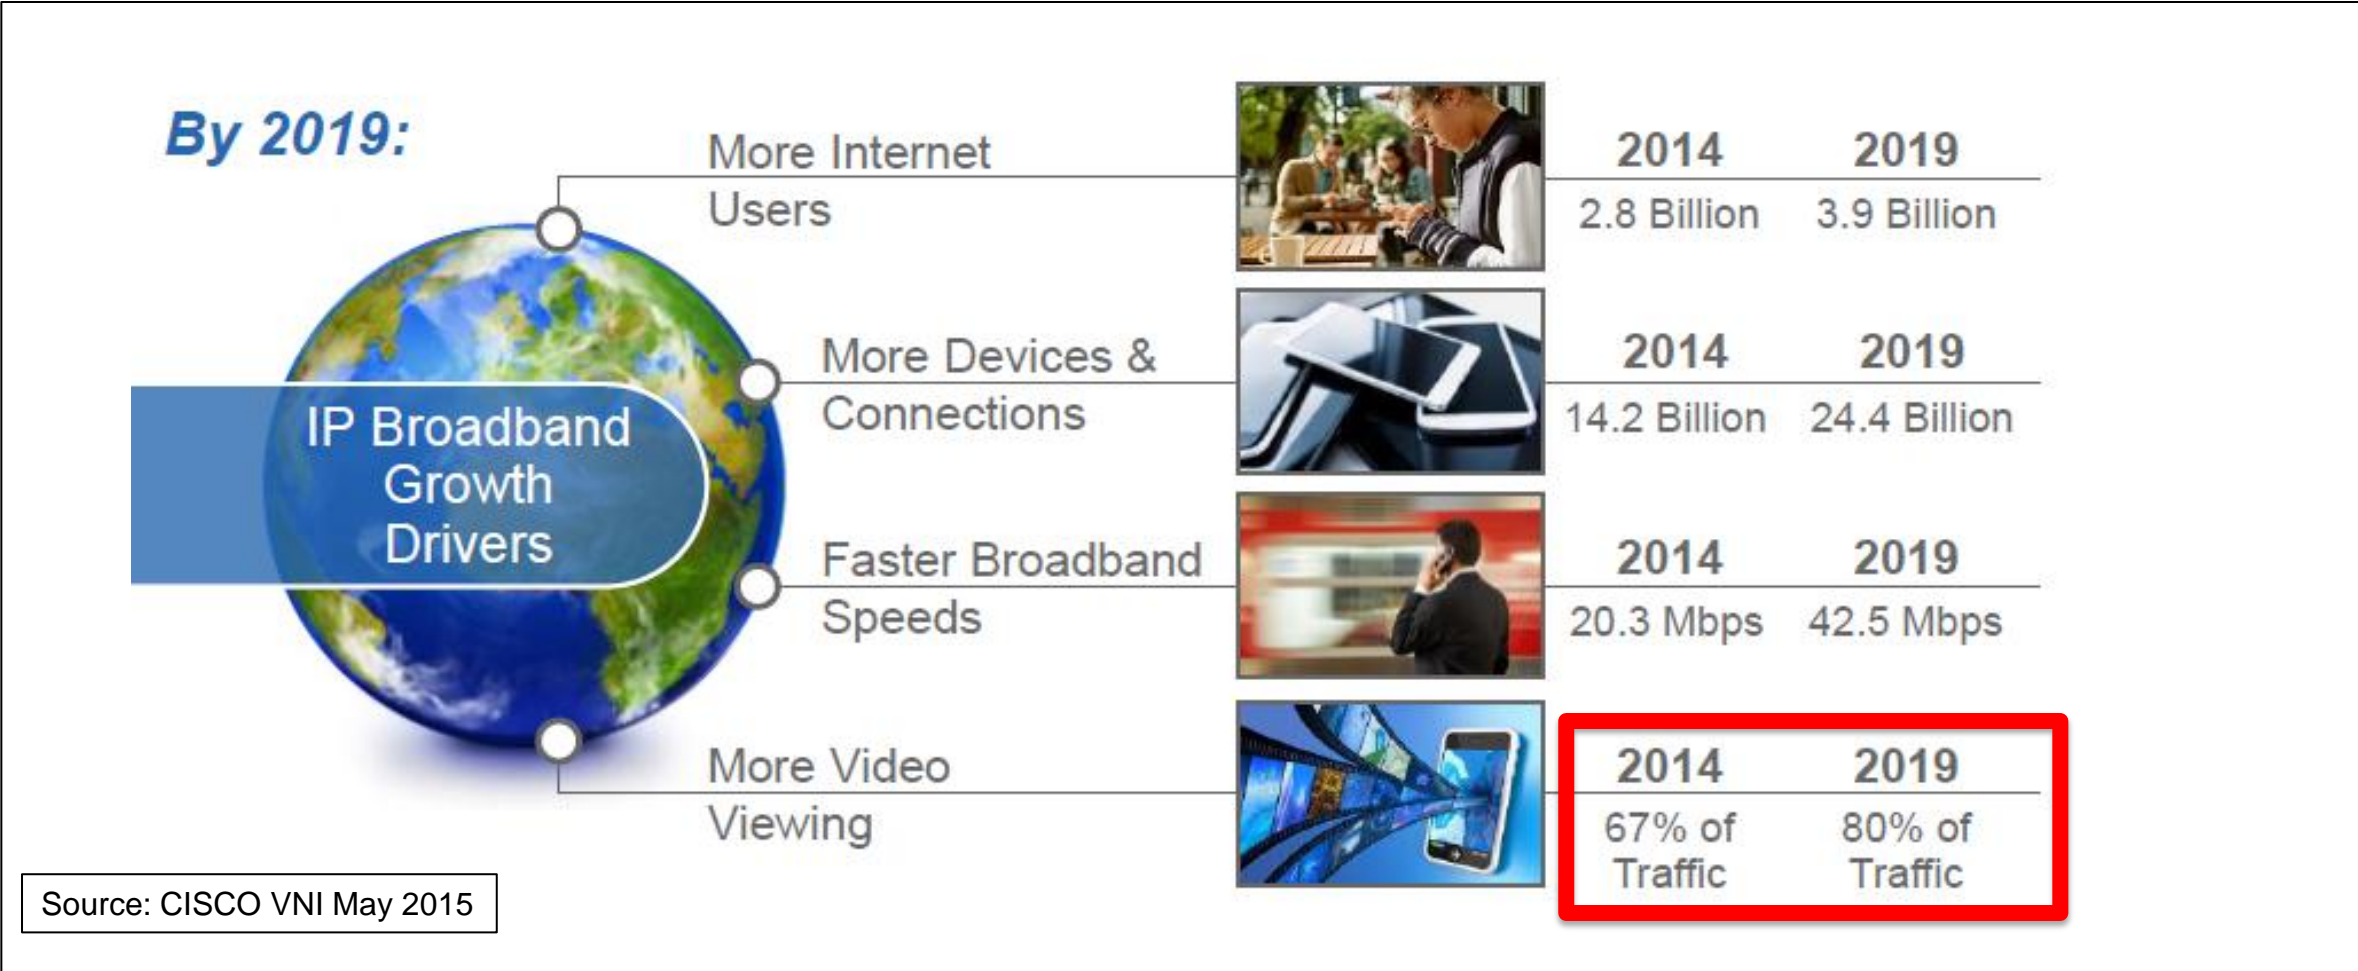 By 2019:
IP Broadband
Growth
Drivers
More Internet
Users
2014 2019
2.8 Billion 3.9 Billion
More Devices &
Connections
2014 2019
14.2 Billion 24.4 Billion
Faster Broadband
Speeds
2014 2019
20.3 Mbps 42.5 Mbps
More Video
Viewing
2014 2019
67% of 80% of
Traffic Traffic
Source: CISCO VNI May 2015